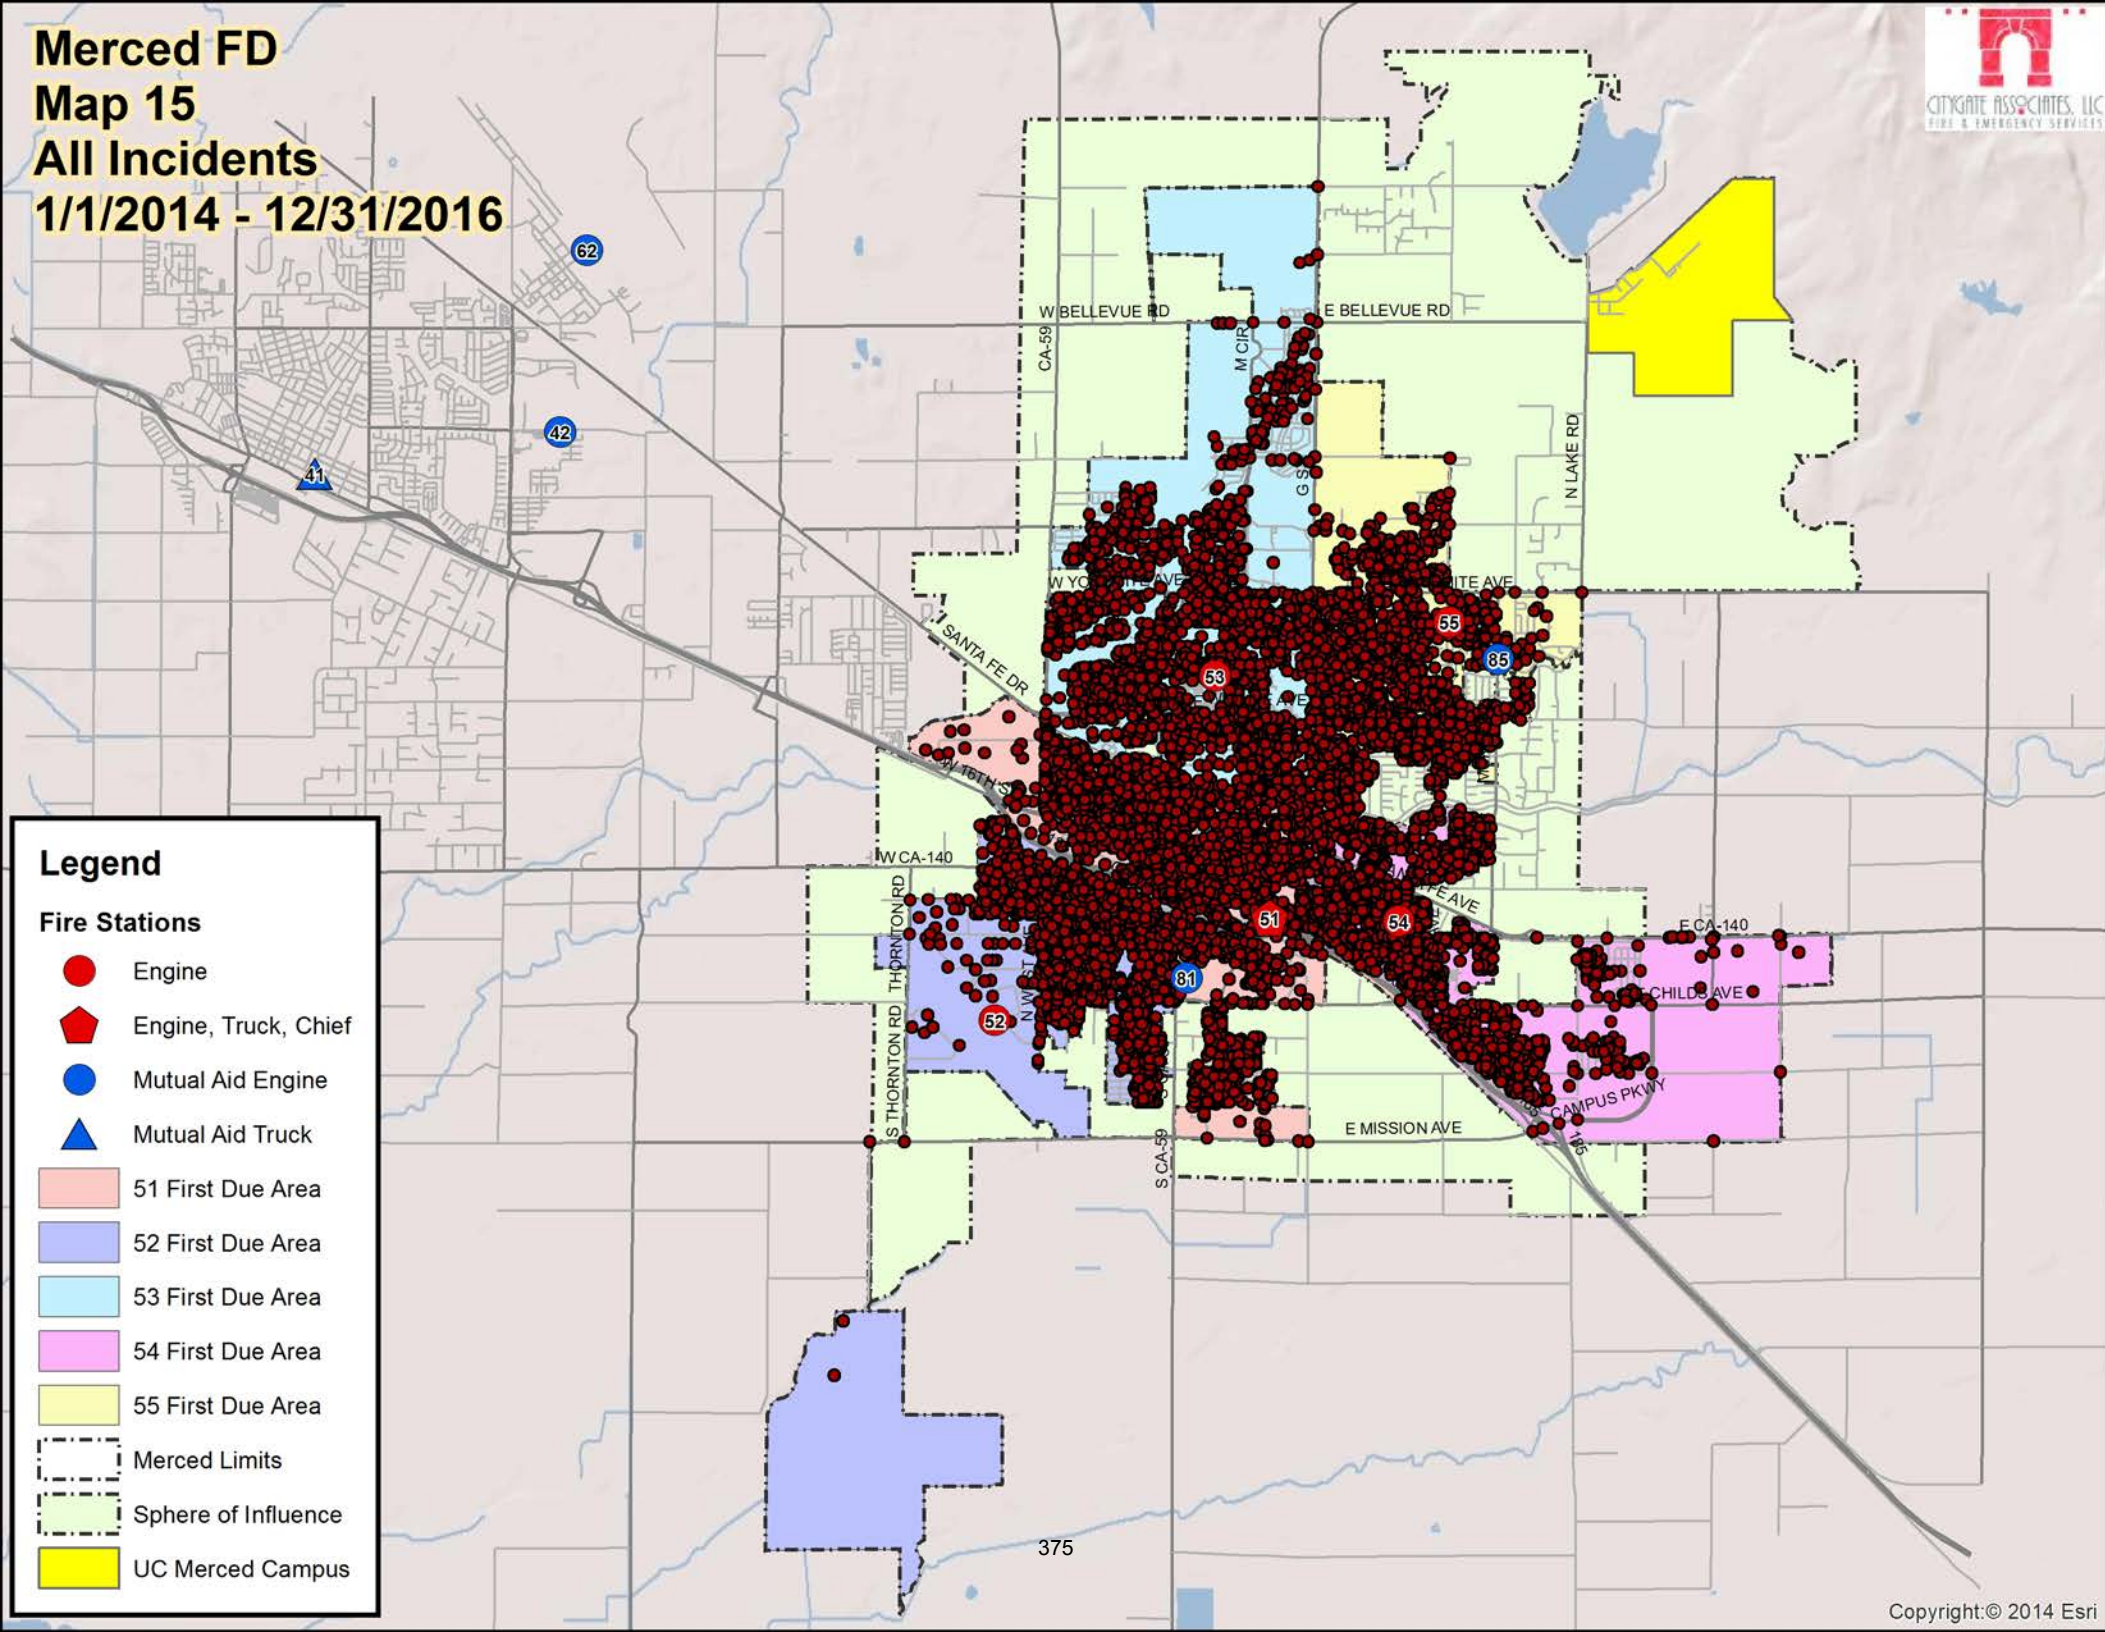 Merced FD
Map 15
All Incidents
1/1/2014 - 12/31/2016
CITYGATE ASSOCIATES, LLC
FIRE & EMERGENCY SERVICES
62
42
41
W BELLEVUE RD
E BELLEVUE RD
CA-59
M CIR
G S
N LAKE RD
55
85
53
SANTA FE DR
AVE
W 16TH S
W CA-140
THORNTON RD
FE AVE
51
54
E CA-140
81
CHILDS AVE
52
S THORNTON RD
CAMPUS PKWY
E MISSION AVE
S CA-59
Legend
Fire Stations
Engine
Engine, Truck, Chief
Mutual Aid Engine
Mutual Aid Truck
51 First Due Area
52 First Due Area
53 First Due Area
54 First Due Area
55 First Due Area
Merced Limits
Sphere of Influence
UC Merced Campus
375
Copyright:© 2014 Esri